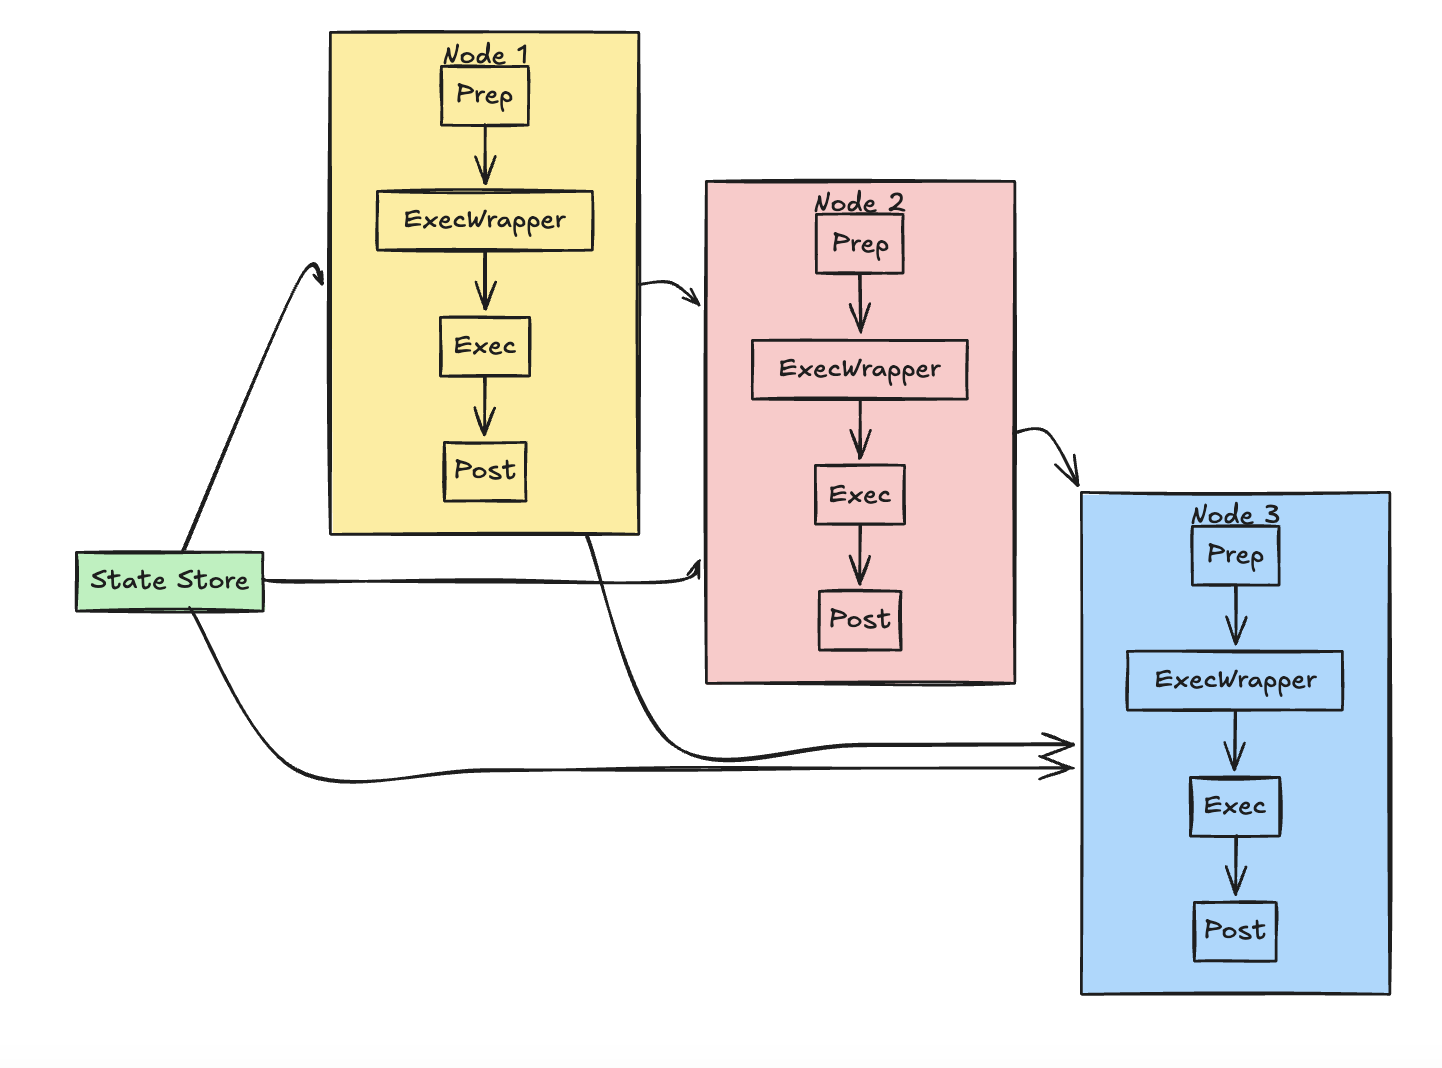 Node 1
Prep
ExecWrapper
Exec
Post
Node 2
Prep
ExecWrapper
Exec
Post
State Store
Node 3
Prep
ExecWrapper
Exec
Post